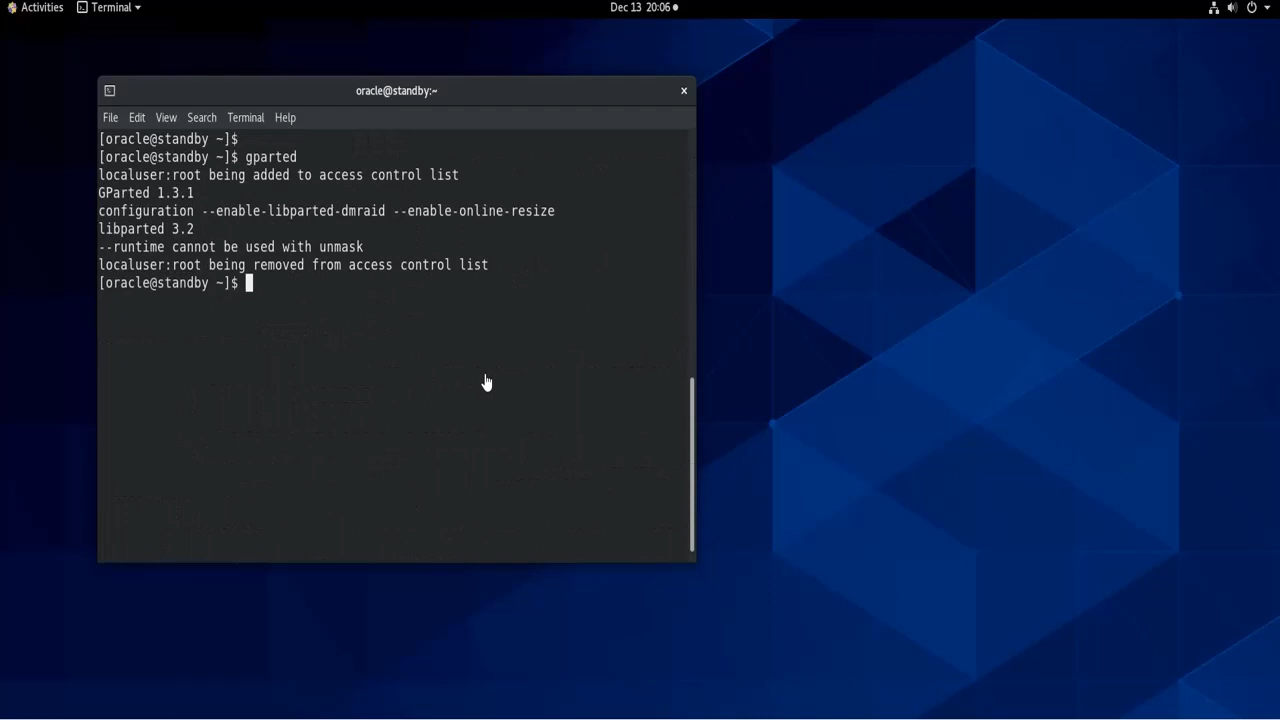 Activities Terminal Dec 13 20:06
oracle@standby:~ x
File Edit View Search Terminal Help
[oracle@standby ~]$
[oracle@standby ~]$ gparted
localuser:root being added to access control list
GParted 1.3.1
configuration --enable-libparted-dmraid --enable-online-resize
libparted 3.2
--runtime cannot be used with unmask
localuser:root being removed from access control list
[oracle@standby ~]$